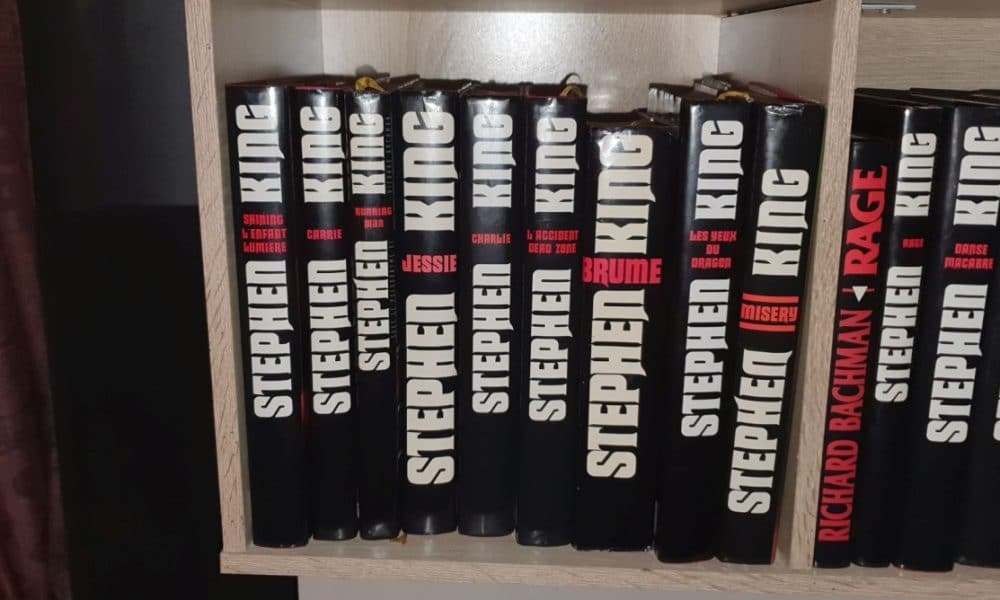 STEPHEN KING
SHINING
L'ENFANT
LUMIERE
STEPHEN KING
CARRIE
STEPHEN KING
RUNNING
MAN
STEPHEN KING
JESSIE
STEPHEN KING
CHARLIE
STEPHEN KING
L'ACCIDENT
DEAD ZONE
STEPHEN KING
BRUME
STEPHEN KING
LES YEUX
DU
DRAGON
STEPHEN KING
MISERY
RICHARD BACHMAN RAGE
STEPHEN KING
RAGE
STEPHEN KING
DANSE
MACABRE